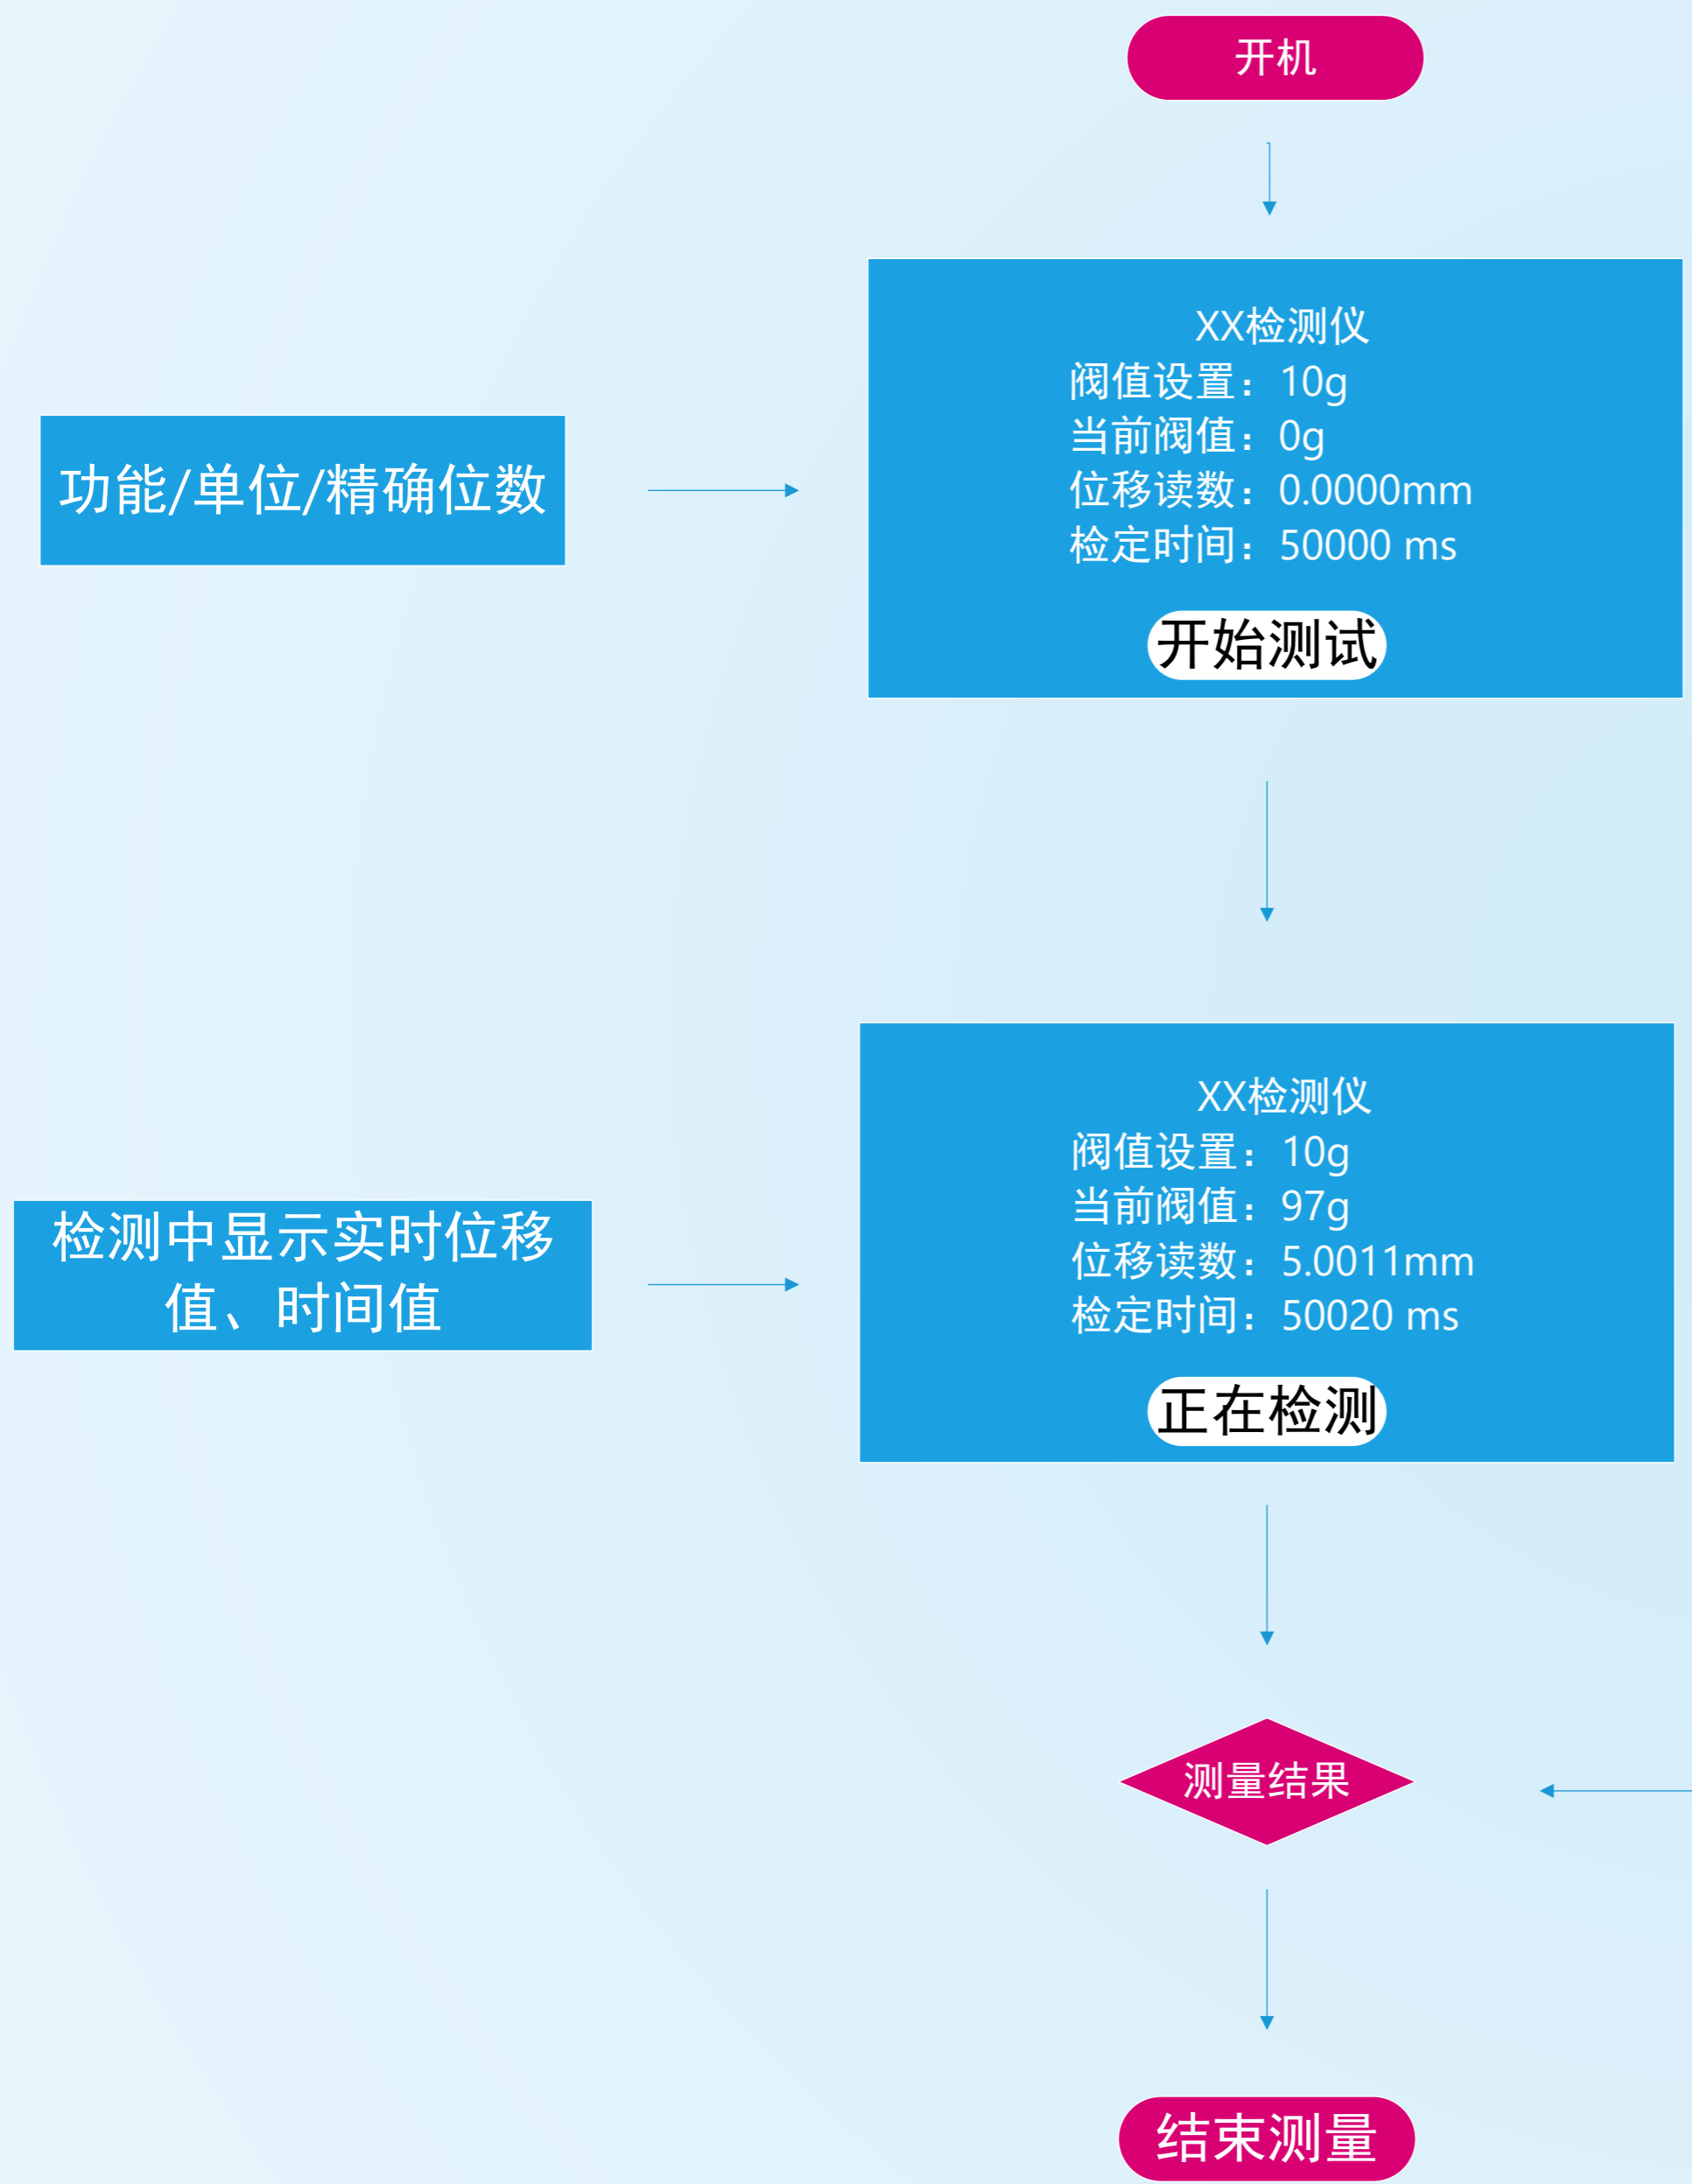 开机
XX检测仪
阀值设置：10g
当前阀值：0g
位移读数：0.0000mm
检定时间：50000 ms
开始测试
功能/单位/精确位数
XX检测仪
阀值设置：10g
当前阀值：97g
位移读数：5.0011mm
检定时间：50020 ms
正在检测
检测中显示实时位移
值、时间值
测量结果
结束测量